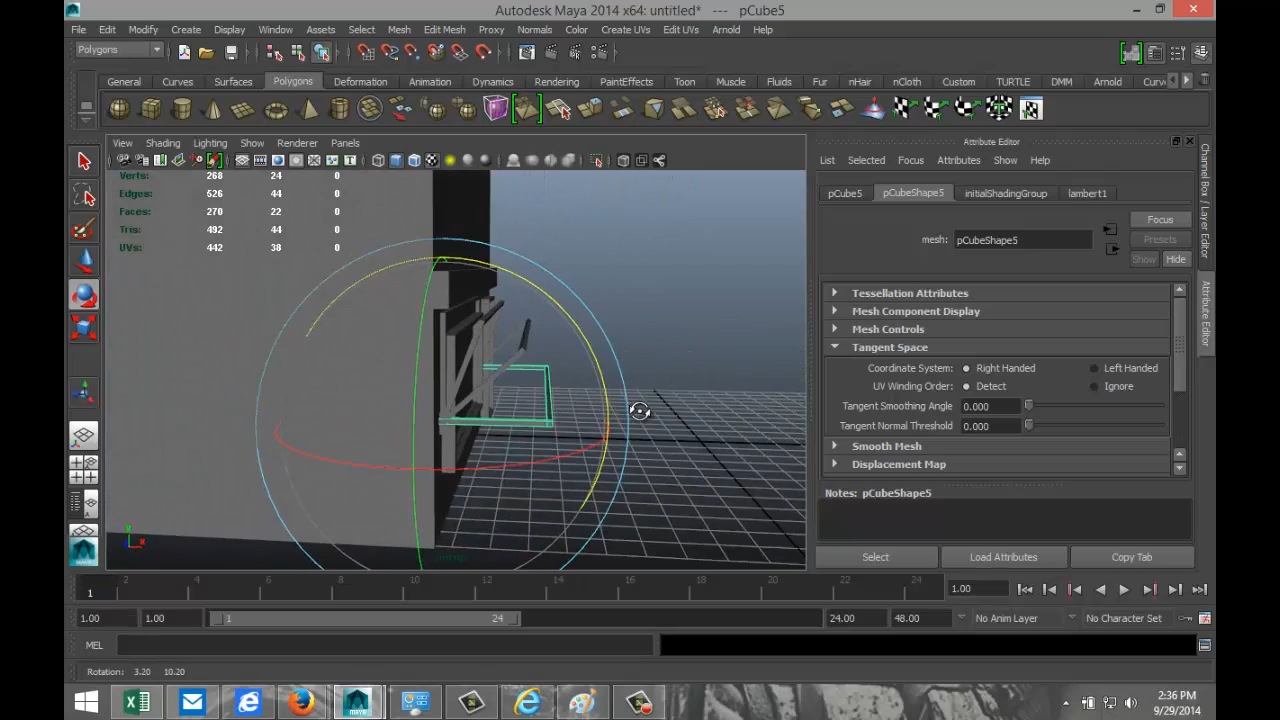 Autodesk Maya 2014 x64: untitled* --- pCube5
File Edit Modify Create Display Window Assets Select Mesh Edit Mesh Proxy Normals Color Create UVs Edit UVs Arnold Help
Polygons
General Curves Surfaces Polygons Deformation Animation Dynamics Rendering PaintEffects Toon Muscle Fluids Fur nHair nCloth Custom TURTLE DMM Arnold Curv
View Shading Lighting Show Renderer Panels
Attribute Editor
List Selected Focus Attributes Show Help
Verts: 268 24 0
Edges: 526 44 0
Faces: 270 22 0
Tris: 492 44 0
UVs: 442 38 0
pCube5 pCubeShape5 initialShadingGroup lambert1
Focus
mesh: pCubeShape5
Presets
Show Hide
Tessellation Attributes
Mesh Component Display
Mesh Controls
Tangent Space
Coordinate System: Right Handed Left Handed
UV Winding Order: Detect Ignore
Tangent Smoothing Angle 0.000
Tangent Normal Threshold 0.000
Smooth Mesh
Displacement Map
Notes: pCubeShape5
Select Load Attributes Copy Tab
Channel Box / Layer Editor
Attribute Editor
persp
2 4 6 8 10 12 14 16 18 20 22 24
1
1.00
1.00 1.00 1 24 24.00 48.00 No Anim Layer No Character Set
MEL
Rotation: 3.20 10.20
2:36 PM
9/29/2014